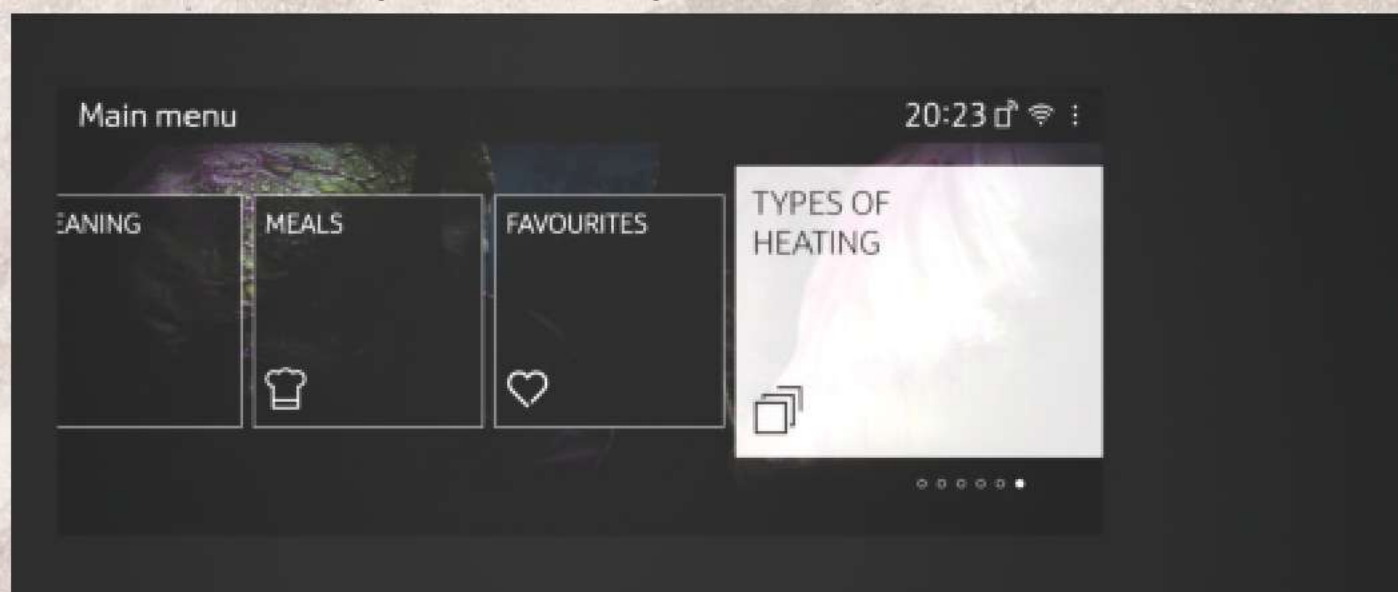 Main menu
20:23
EANING
MEALS
FAVOURITES
TYPES OF
HEATING